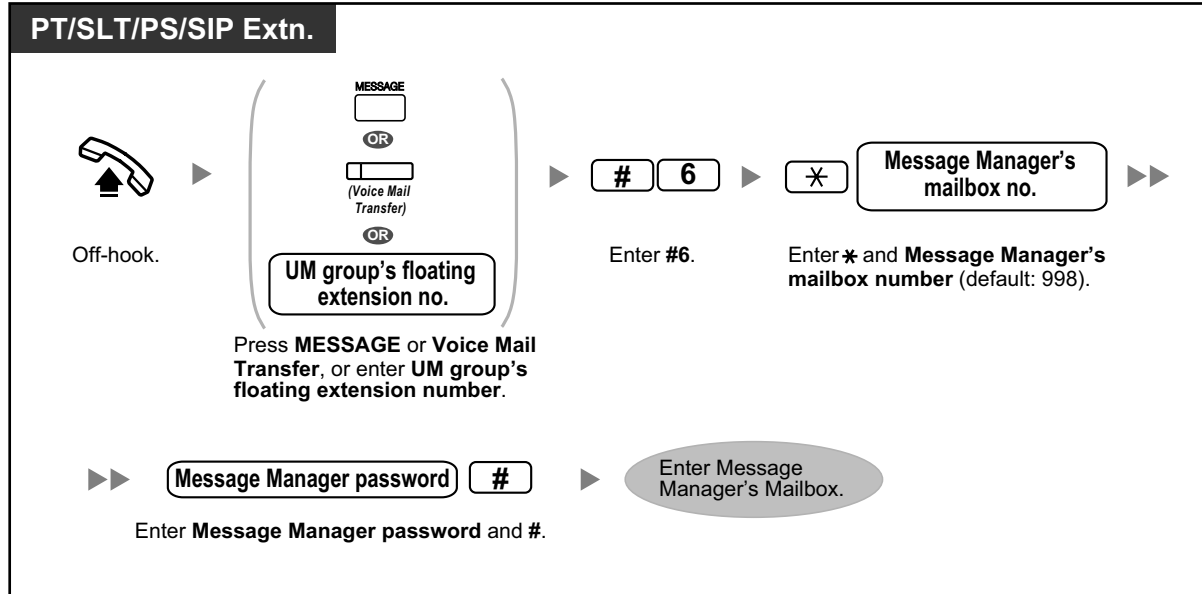 PT/SLT/PS/SIP Extn.
MESSAGE
OR
(Voice Mail
Transfer)
OR
UM group's floating
extension no.
# 6
✳ Message Manager's
mailbox no.
Off-hook.
Press MESSAGE or Voice Mail
Transfer, or enter UM group's
floating extension number.
Enter #6.
Enter ✳ and Message Manager's
mailbox number (default: 998).
Message Manager password #
Enter Message Manager password and #.
Enter Message
Manager's Mailbox.